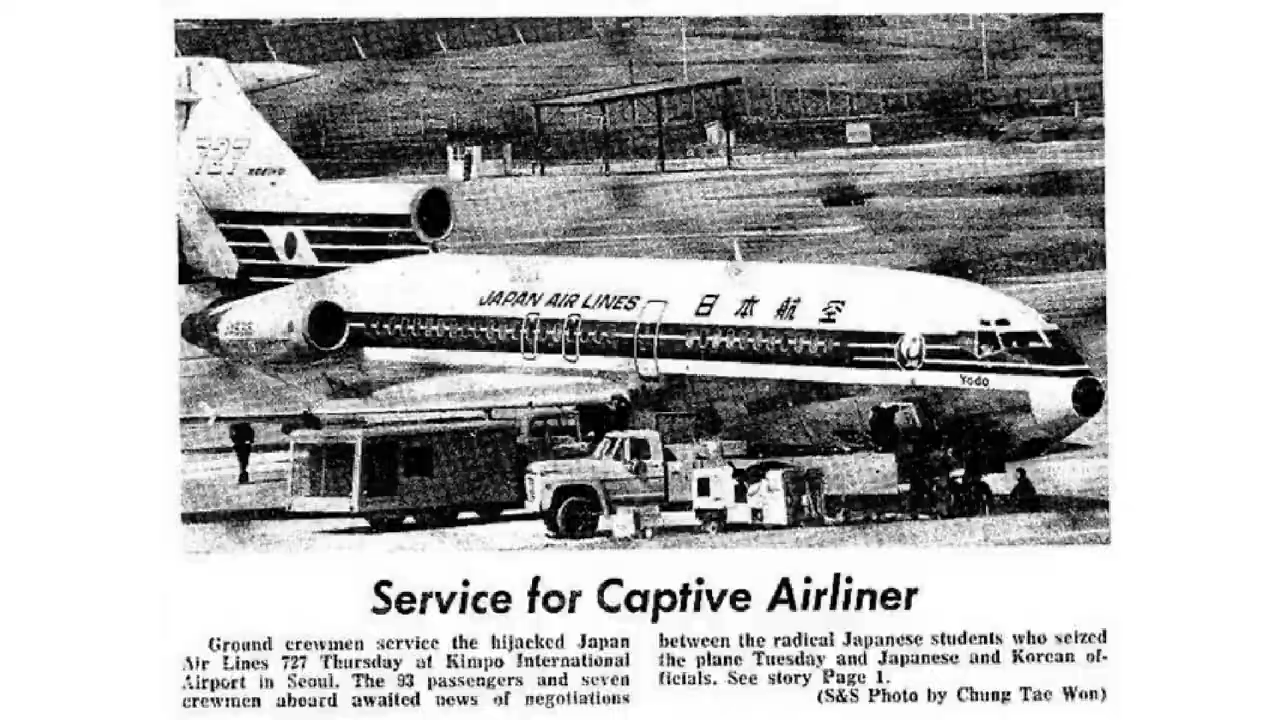 727
JAPAN AIR LINES 日本航空
Yodo
Service for Captive Airliner
Ground crewmen service the hijacked Japan
Air Lines 727 Thursday at Kimpo International
Airport in Seoul. The 93 passengers and seven
crewmen aboard awaited news of negotiations
between the radical Japanese students who seized
the plane Tuesday and Japanese and Korean of-
ficials. See story Page 1.
(S&S Photo by Chung Tae Won)